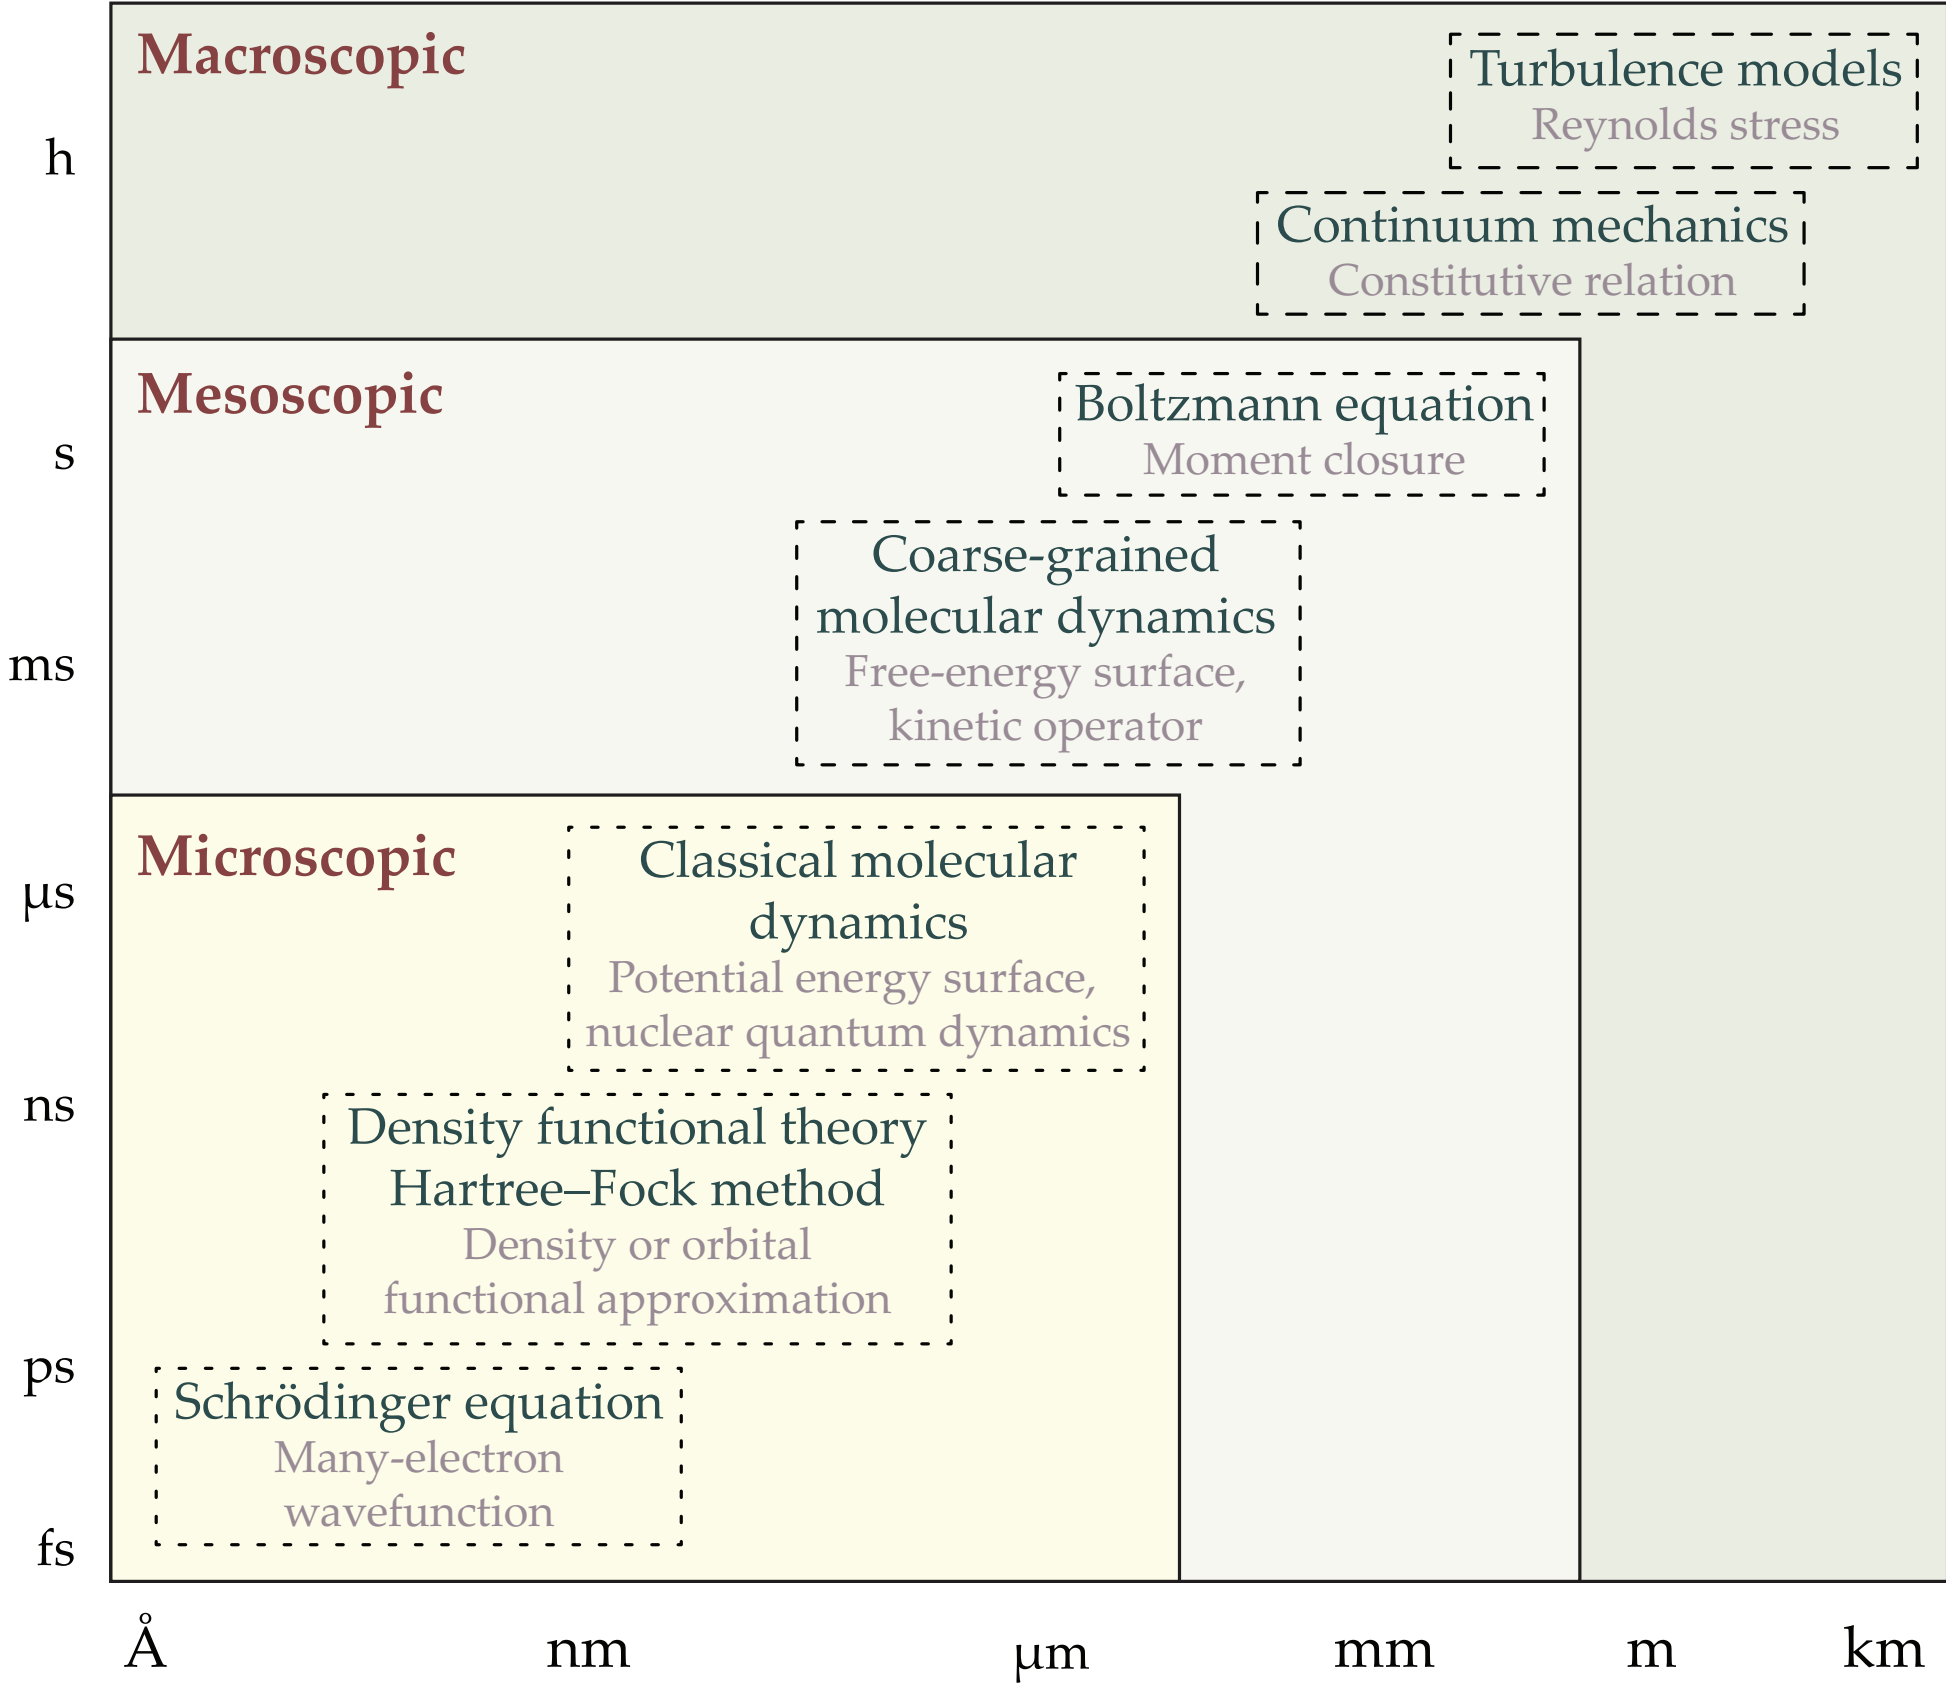 Macroscopic
Turbulence models
Reynolds stress
h
Continuum mechanics
Constitutive relation
Mesoscopic
Boltzmann equation
Moment closure
s
Coarse-grained
molecular dynamics
Free-energy surface,
kinetic operator
ms
Microscopic
Classical molecular
dynamics
Potential energy surface,
nuclear quantum dynamics
μs
ns
Density functional theory
Hartree–Fock method
Density or orbital
functional approximation
ps
Schrödinger equation
Many-electron
wavefunction
fs
Å nm μm mm m km